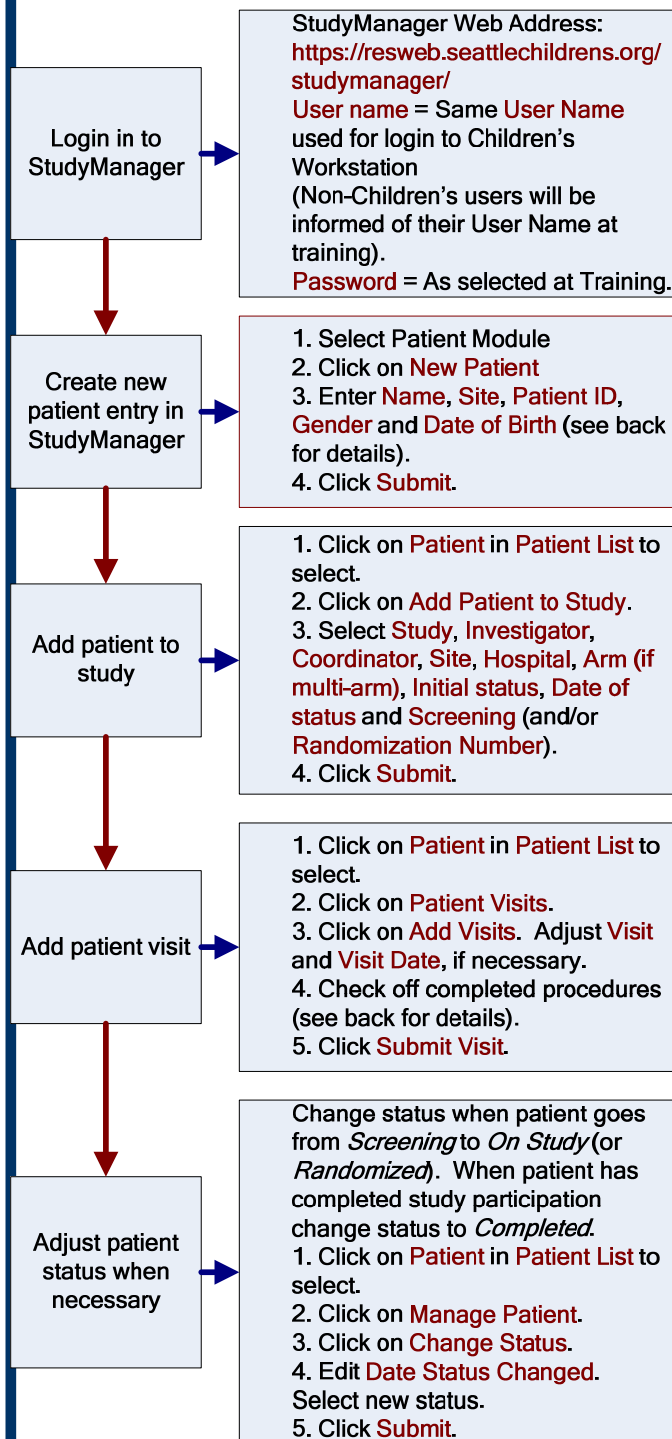 Login in to
StudyManager
StudyManager Web Address:
https://resweb.seattlechildrens.org/
studymanager/
User name = Same User Name
used for login to Children's
Workstation
(Non-Children's users will be
informed of their User Name at
training).
Password = As selected at Training.
Create new
patient entry in
StudyManager
1. Select Patient Module
2. Click on New Patient
3. Enter Name, Site, Patient ID,
Gender and Date of Birth (see back
for details).
4. Click Submit.
Add patient to
study
1. Click on Patient in Patient List to
select.
2. Click on Add Patient to Study.
3. Select Study, Investigator,
Coordinator, Site, Hospital, Arm (if
multi-arm), Initial status, Date of
status and Screening (and/or
Randomization Number).
4. Click Submit.
Add patient visit
1. Click on Patient in Patient List to
select.
2. Click on Patient Visits.
3. Click on Add Visits.  Adjust Visit
and Visit Date, if necessary.
4. Check off completed procedures
(see back for details).
5. Click Submit Visit.
Adjust patient
status when
necessary
Change status when patient goes
from Screening to On Study (or
Randomized).  When patient has
completed study participation
change status to Completed.
1. Click on Patient in Patient List to
select.
2. Click on Manage Patient.
3. Click on Change Status.
4. Edit Date Status Changed.
Select new status.
5. Click Submit.